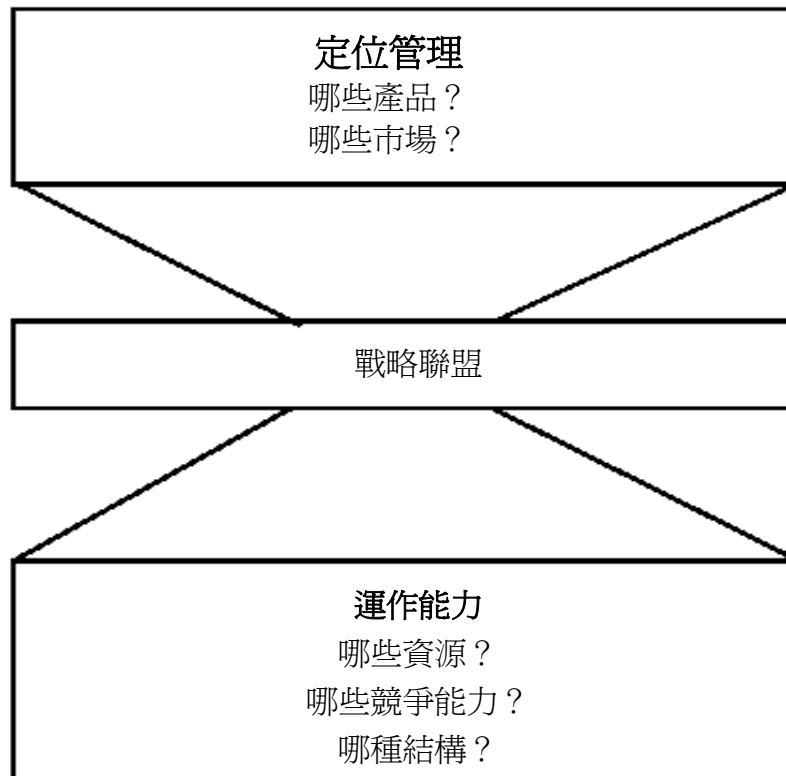 定位管理
哪些產品？
哪些市場？
戰略聯盟
運作能力
哪些資源？
哪些競爭能力？
哪種結構？